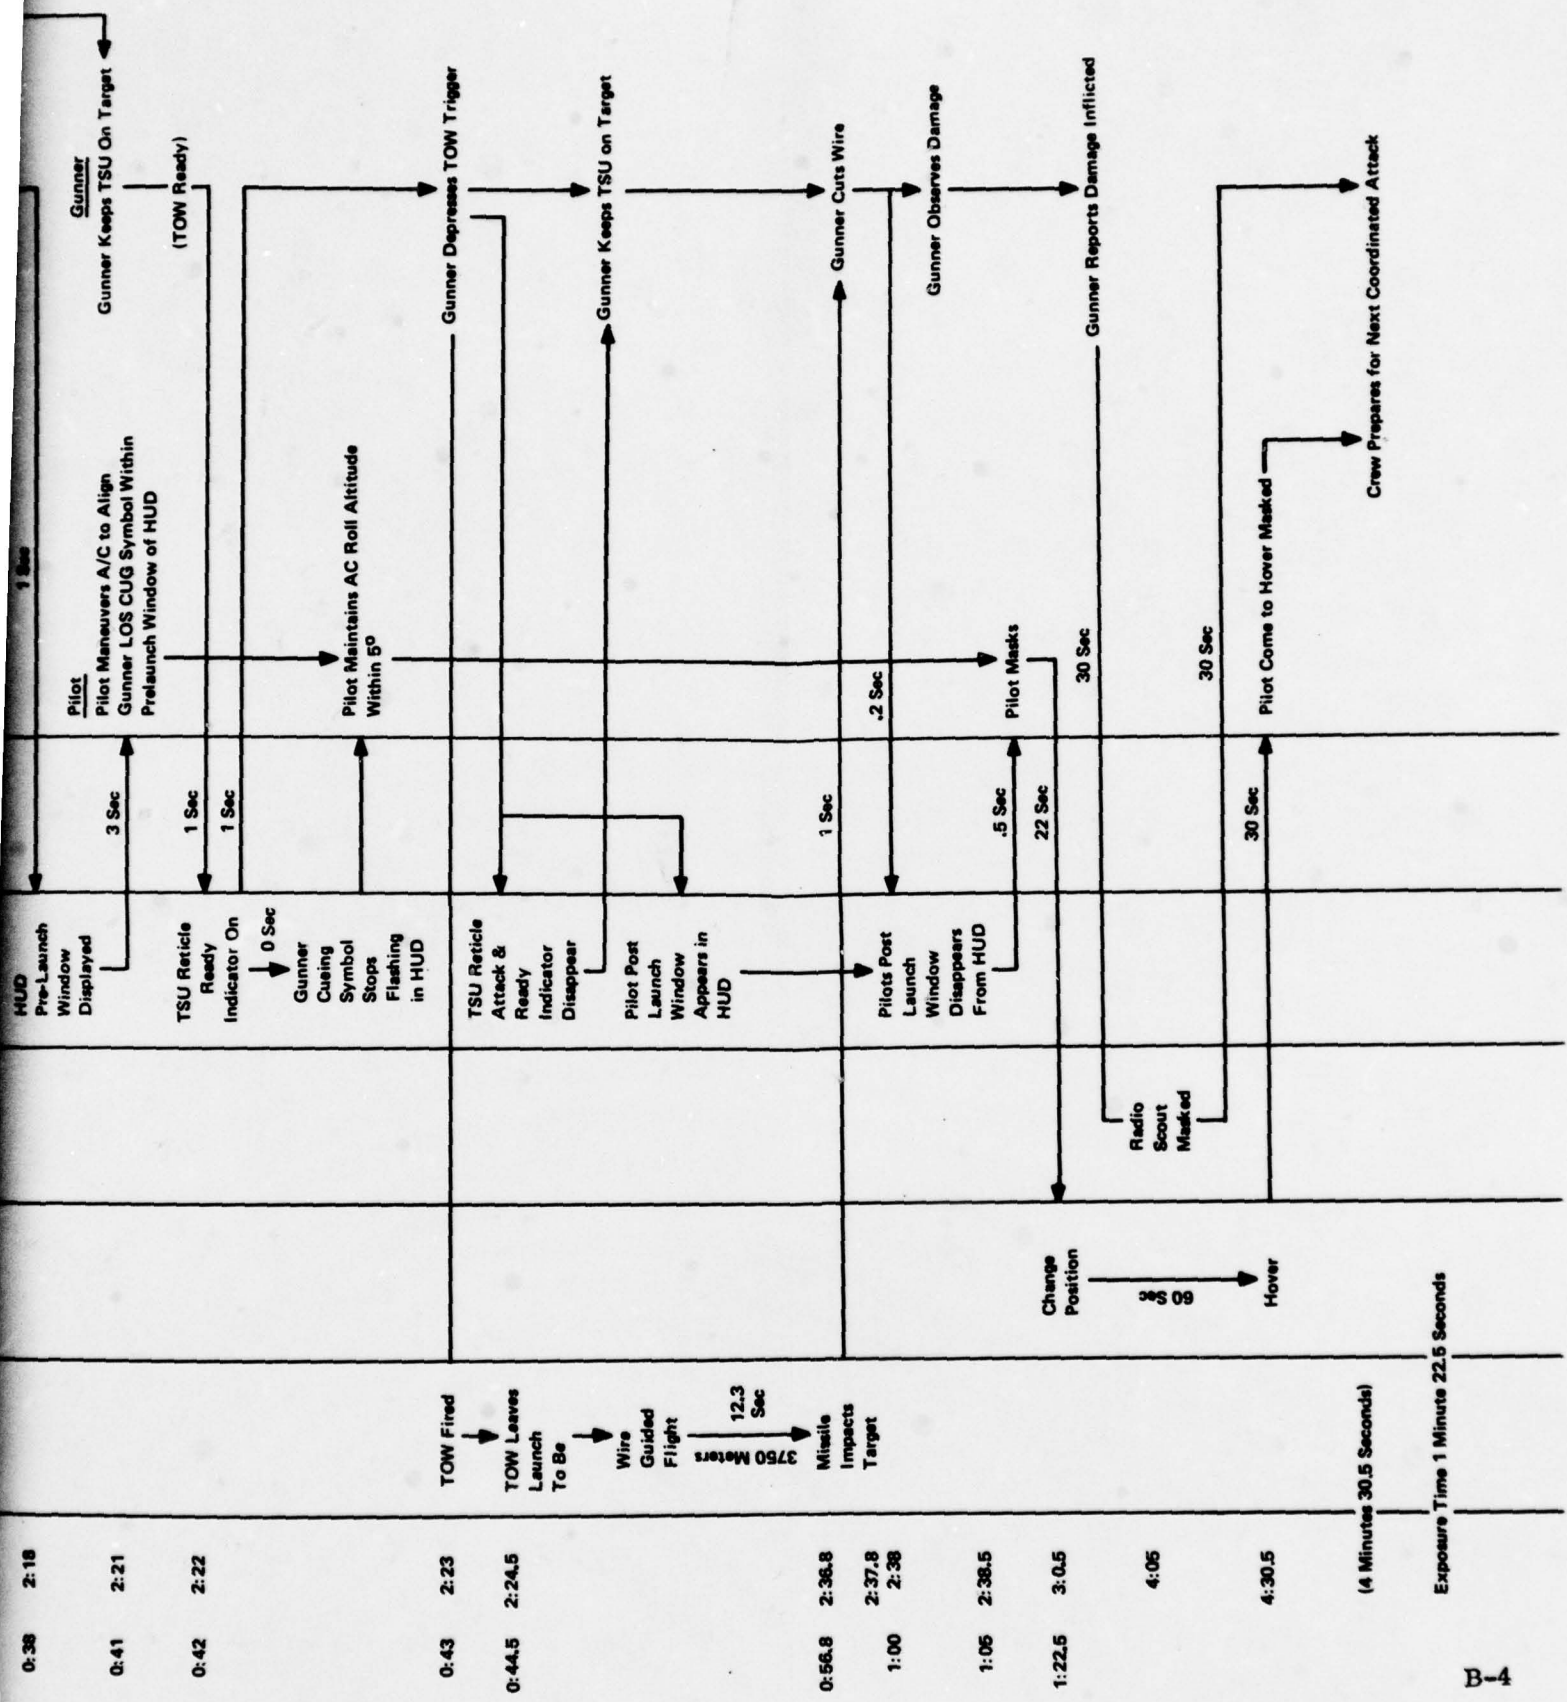 1 Sec
Pilot
Pilot Maneuvers A/C to Align
Gunner LOS CUG Symbol Within
Prelaunch Window of HUD
Gunner
Gunner Keeps TSU On Target
(TOW Ready)
HUD
Pre-Launch
Window
Displayed
3 Sec
0:38 2:18
0:41 2:21
TSU Reticle
Ready
Indicator On
1 Sec
1 Sec
0:42 2:22
0 Sec
Gunner
Cueing
Symbol
Stops
Flashing
in HUD
Pilot Maintains AC Roll Altitude
Within 5°
0:43 2:23
TOW Fired
Gunner Depresses TOW Trigger
0:44.5 2:24.5
TOW Leaves
Launch
To Be
TSU Reticle
Attack &
Ready
Indicator
Disappear
Gunner Keeps TSU on Target
Wire
Guided
Flight
Pilot Post
Launch
Window
Appears in
HUD
3750 Meters
12.3
Sec
0:56.8 2:36.8
Missile
Impacts
Target
1 Sec
Gunner Cuts Wire
2:37.8
1:00 2:38
Pilots Post
Launch
Window
Disappears
From HUD
.2 Sec
Gunner Observes Damage
1:05 2:38.5
.5 Sec
Pilot Masks
1:22.5 3:0.5
Change
Position
22 Sec
30 Sec
Gunner Reports Damage Inflicted
4:05
60 Sec
Radio
Scout
Masked
30 Sec
4:30.5
Hover
30 Sec
Pilot Come to Hover Masked
Crew Prepares for Next Coordinated Attack
(4 Minutes 30.5 Seconds)
Exposure Time 1 Minute 22.5 Seconds
B-4